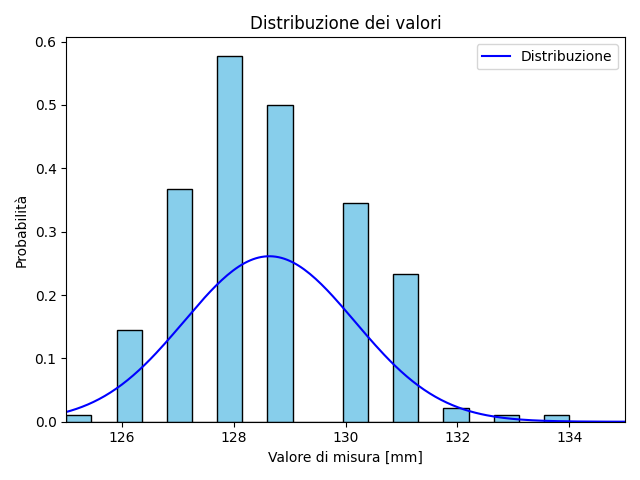 Distribuzione dei valori
Distribuzione
0.6
0.5
0.4
0.3
0.2
0.1
0.0
Probabilità
126 128 130 132 134
Valore di misura [mm]